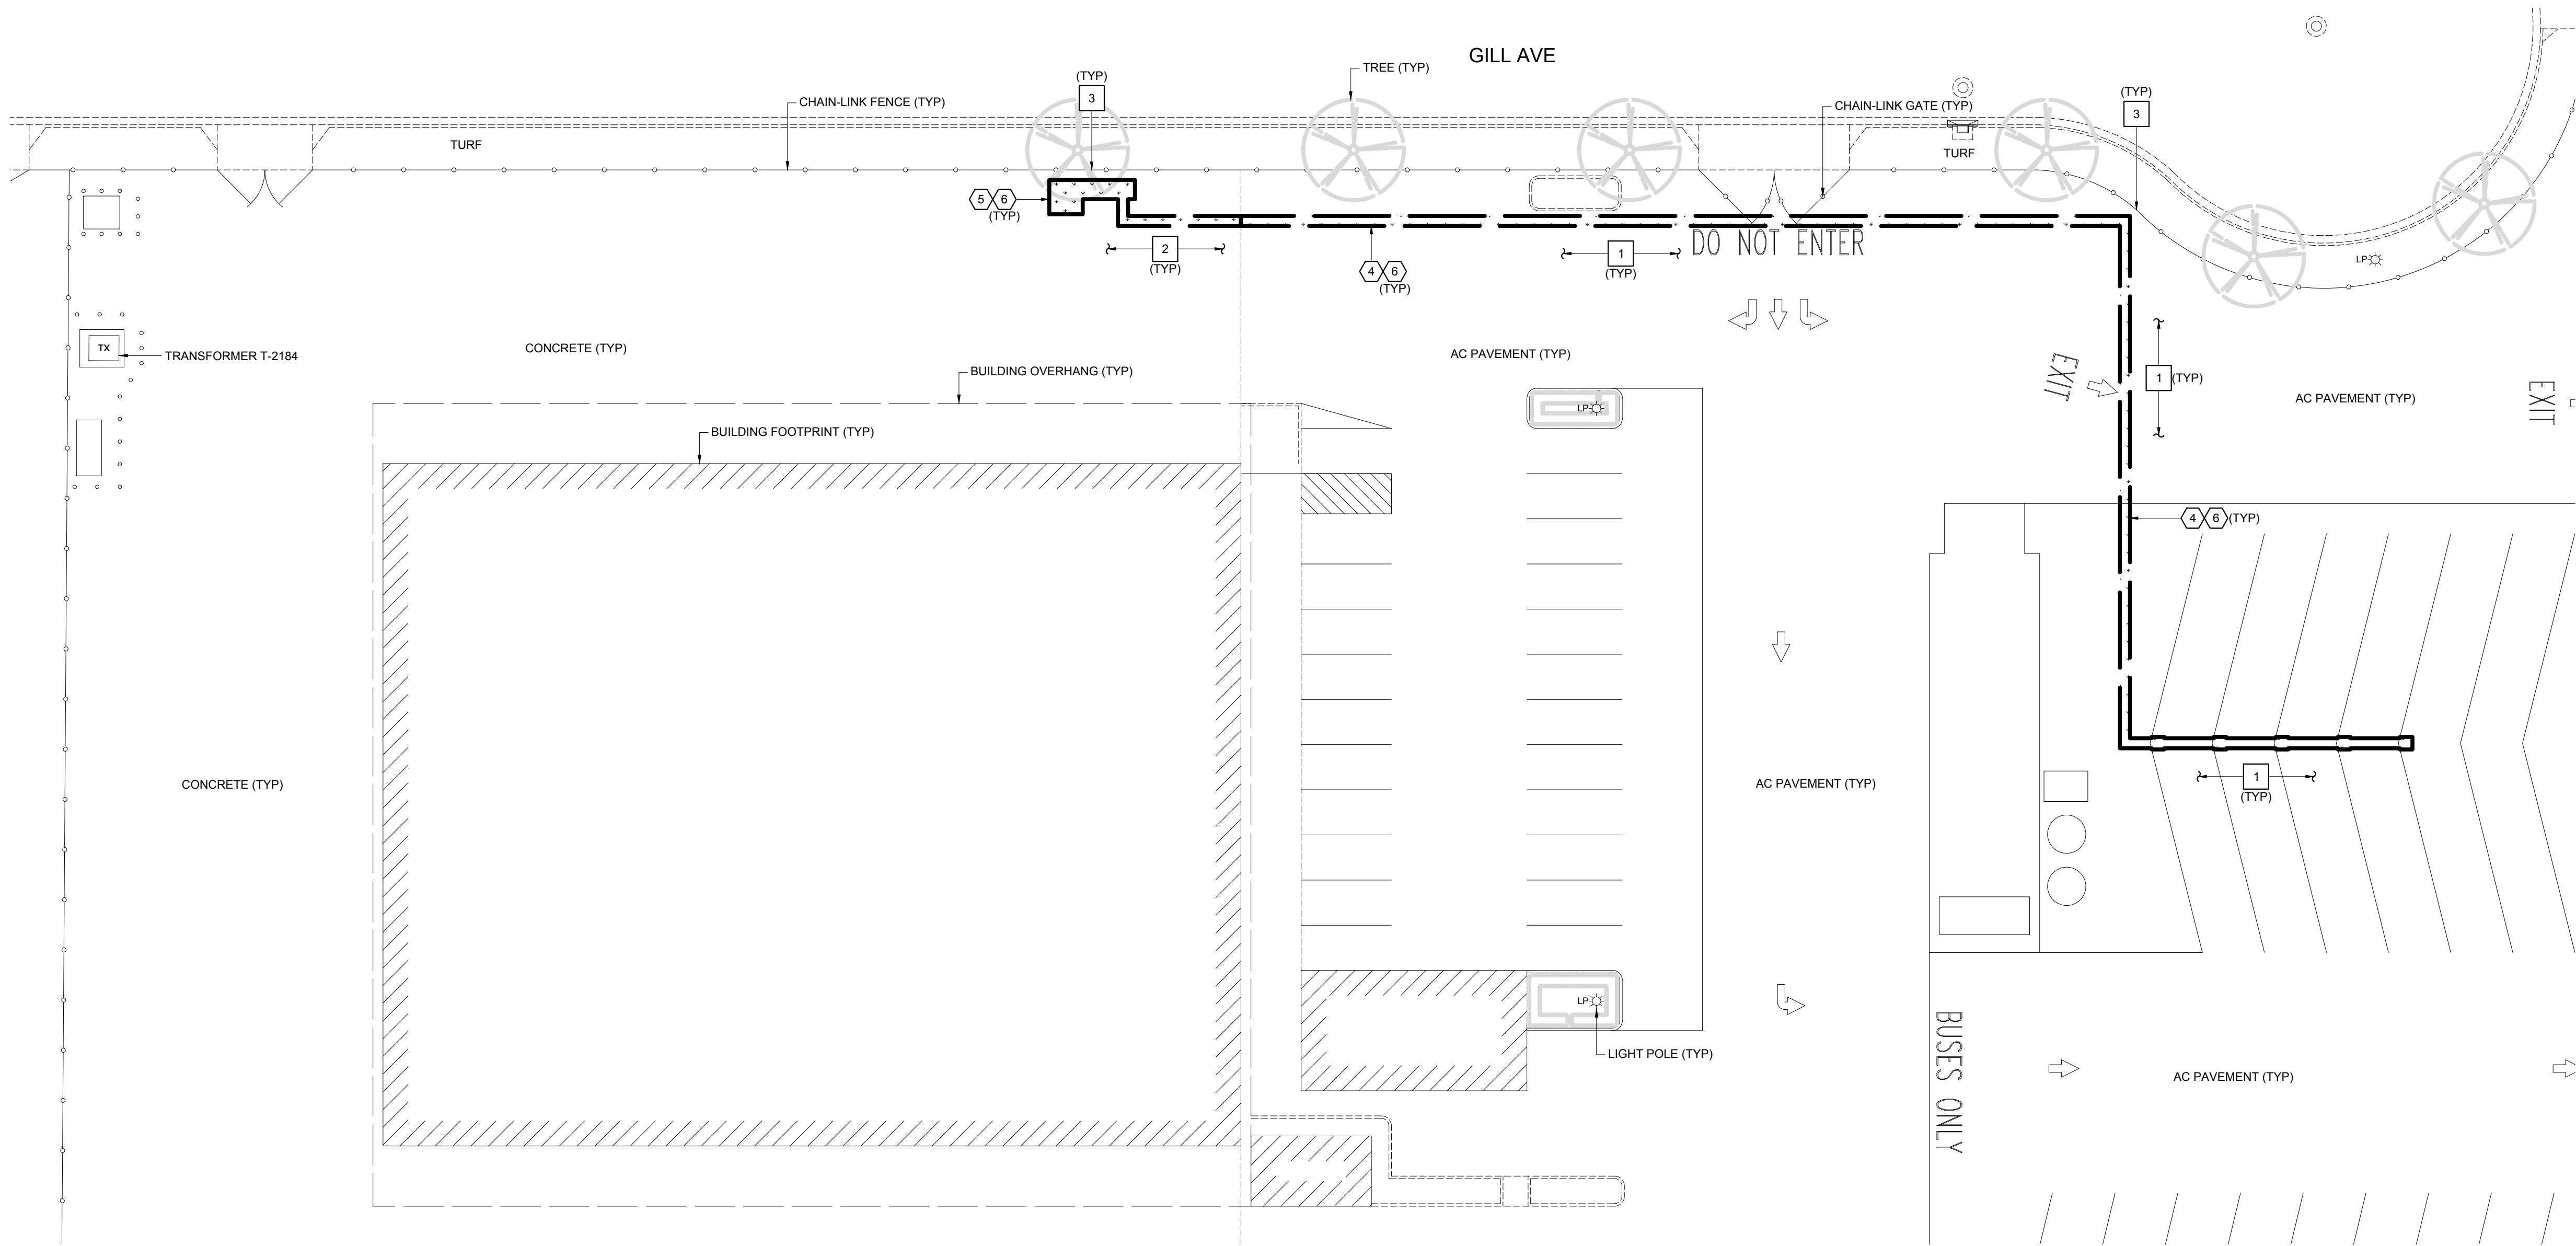 GILL AVE
TREE (TYP)
(TYP)
3
CHAIN-LINK FENCE (TYP)
CHAIN-LINK GATE (TYP)
(TYP)
3
TURF
TURF
5 6
(TYP)
2
(TYP)
4 6
(TYP)
1
(TYP)
DO NOT ENTER
LP
TX
TRANSFORMER T-2184
CONCRETE (TYP)
AC PAVEMENT (TYP)
BUILDING OVERHANG (TYP)
EXIT
1
(TYP)
AC PAVEMENT (TYP)
EXIT
LP
BUILDING FOOTPRINT (TYP)
4 6 (TYP)
CONCRETE (TYP)
AC PAVEMENT (TYP)
1
(TYP)
LP
LIGHT POLE (TYP)
BUSES ONLY
AC PAVEMENT (TYP)